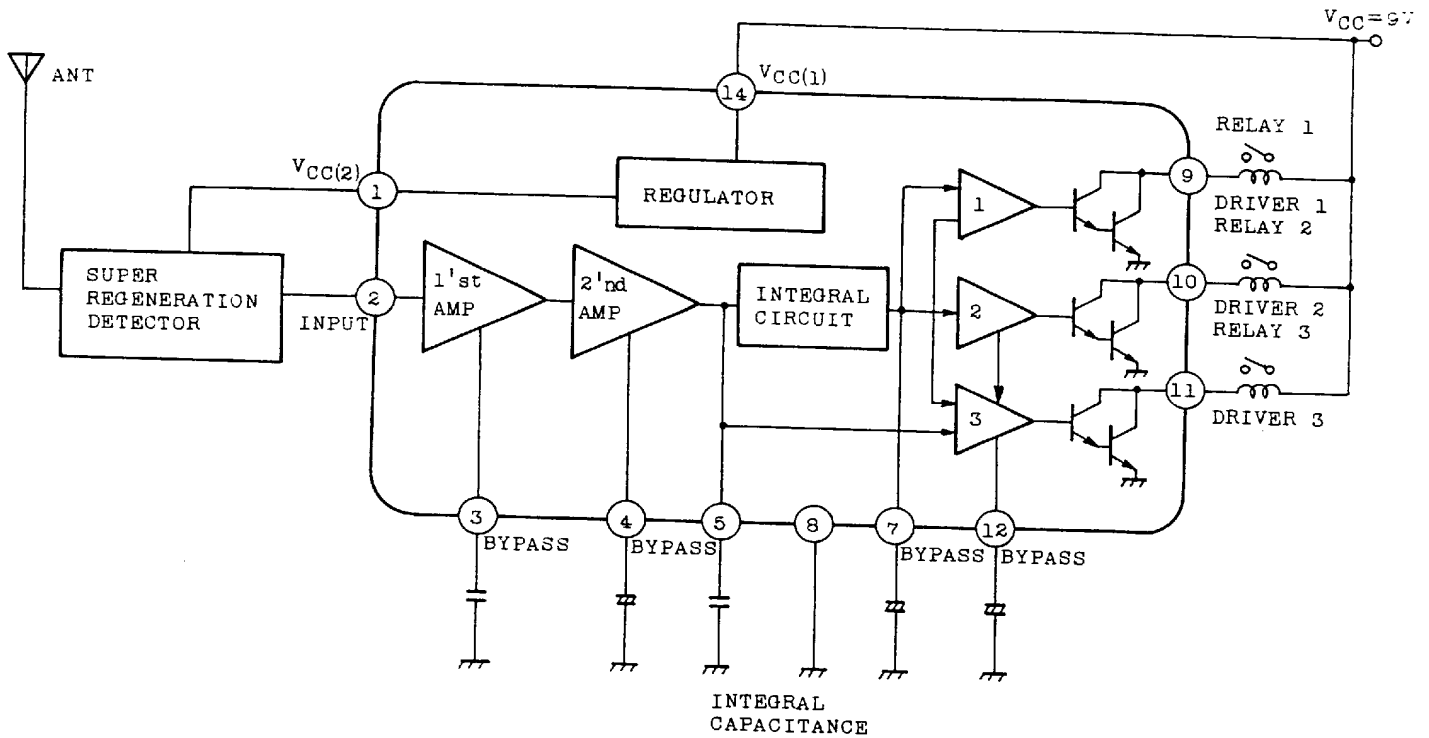 VCC=9V
ANT
VCC(1)
14
RELAY 1
VCC(2)
1
REGULATOR
1
9
DRIVER 1
RELAY 2
SUPER
REGENERATION
DETECTOR
2
INPUT
1'st
AMP
2'nd
AMP
INTEGRAL
CIRCUIT
2
10
DRIVER 2
RELAY 3
3
11
DRIVER 3
3
BYPASS
4
BYPASS
5
8
7
BYPASS
12
BYPASS
INTEGRAL
CAPACITANCE